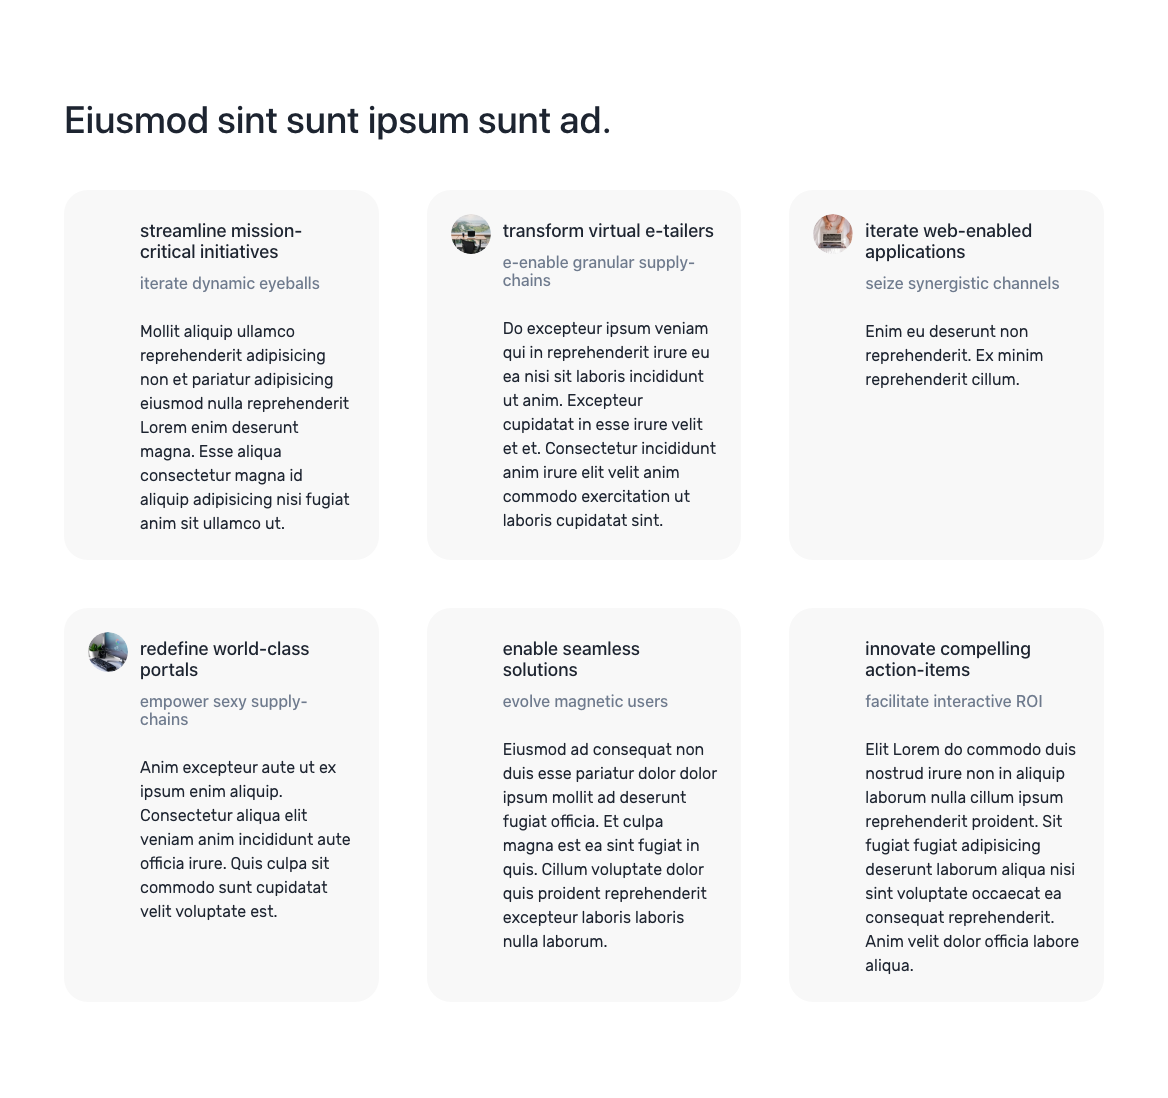 Eiusmod sint sunt ipsum sunt ad.
streamline mission-
critical initiatives
iterate dynamic eyeballs
Mollit aliquip ullamco
reprehenderit adipisicing
non et pariatur adipisicing
eiusmod nulla reprehenderit
Lorem enim deserunt
magna. Esse aliqua
consectetur magna id
aliquip adipisicing nisi fugiat
anim sit ullamco ut.
transform virtual e-tailers
e-enable granular supply-
chains
Do excepteur ipsum veniam
qui in reprehenderit irure eu
ea nisi sit laboris incididunt
ut anim. Excepteur
cupidatat in esse irure velit
et et. Consectetur incididunt
anim irure elit velit anim
commodo exercitation ut
laboris cupidatat sint.
iterate web-enabled
applications
seize synergistic channels
Enim eu deserunt non
reprehenderit. Ex minim
reprehenderit cillum.
redefine world-class
portals
empower sexy supply-
chains
Anim excepteur aute ut ex
ipsum enim aliquip.
Consectetur aliqua elit
veniam anim incididunt aute
officia irure. Quis culpa sit
commodo sunt cupidatat
velit voluptate est.
enable seamless
solutions
evolve magnetic users
Eiusmod ad consequat non
duis esse pariatur dolor dolor
ipsum mollit ad deserunt
fugiat officia. Et culpa
magna est ea sint fugiat in
quis. Cillum voluptate dolor
quis proident reprehenderit
excepteur laboris laboris
nulla laborum.
innovate compelling
action-items
facilitate interactive ROI
Elit Lorem do commodo duis
nostrud irure non in aliquip
laborum nulla cillum ipsum
reprehenderit proident. Sit
fugiat fugiat adipisicing
deserunt laborum aliqua nisi
sint voluptate occaecat ea
consequat reprehenderit.
Anim velit dolor officia labore
aliqua.